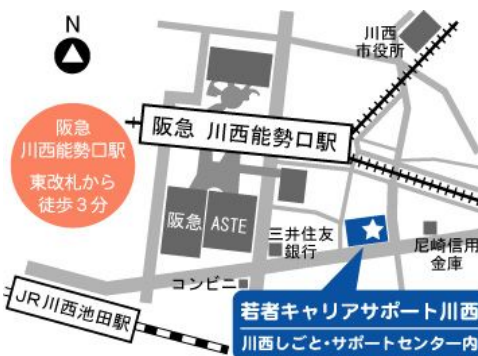 N
川西
市役所
阪急
川西能勢口駅
東改札から
徒歩3分
阪急 川西能勢口駅
阪急
ASTE
三井住友
銀行
尼崎信用
金庫
コンビニ
JR川西池田駅
若者キャリアサポート川西
川西しごと・サポートセンター内